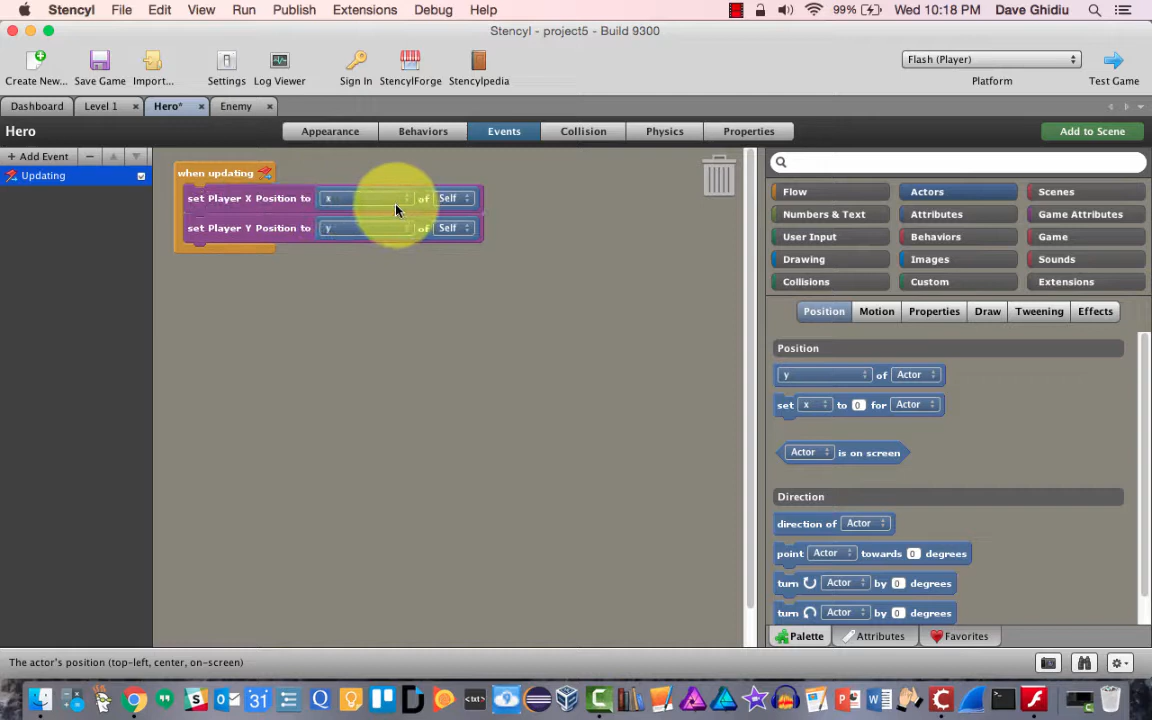 Stencyl File Edit View Run Publish Extensions Debug Help 99% Wed 10:18 PM Dave Ghidiu
Stencyl - project5 - Build 9300
Create New... Save Game Import... Settings Log Viewer Sign In StencylForge Stencylpedia Flash (Player) Platform Test Game
Dashboard Level 1 × Hero* × Enemy ×
Hero Appearance Behaviors Events Collision Physics Properties Add to Scene
+ Add Event
Updating
when updating
set Player X Position to x of Self
set Player Y Position to y of Self
Flow Actors Scenes
Numbers & Text Attributes Game Attributes
User Input Behaviors Game
Drawing Images Sounds
Collisions Custom Extensions
Position Motion Properties Draw Tweening Effects
Position
y of Actor
set x to 0 for Actor
Actor is on screen
Direction
direction of Actor
point Actor towards 0 degrees
turn Actor by 0 degrees
turn Actor by 0 degrees
Palette Attributes Favorites
The actor's position (top-left, center, on-screen)